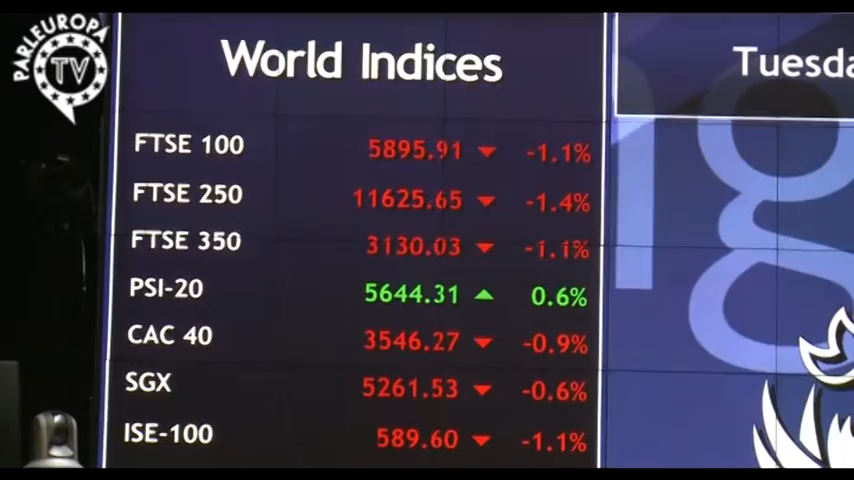 PARLEUROPA
TV
World Indices
Tuesda
FTSE 100 5895.91 ▼ -1.1%
FTSE 250 11625.65 ▼ -1.4%
FTSE 350 3130.03 ▼ -1.1%
PSI-20 5644.31 ▲ 0.6%
CAC 40 3546.27 ▼ -0.9%
SGX 5261.53 ▼ -0.6%
ISE-100 589.60 ▼ -1.1%